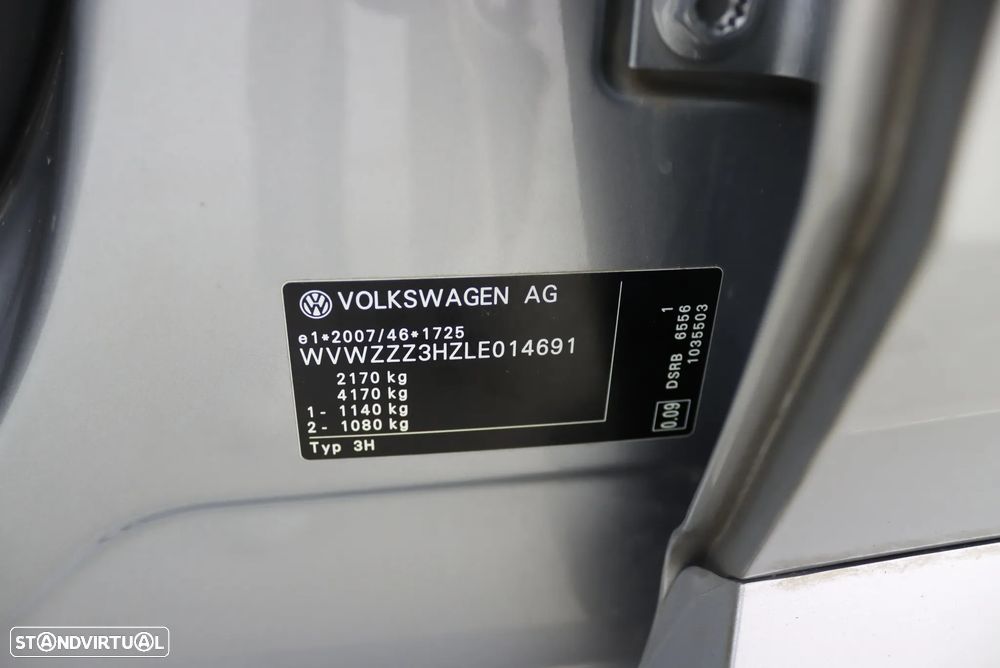 VOLKSWAGEN AG
e1*2007/46*1725
WVWZZZ3HZLE014691
2170 kg
4170 kg
1- 1140 kg
2- 1080 kg
Typ 3H
0.09 DSRB 6556 1
1035503
STANDVIRTUAL